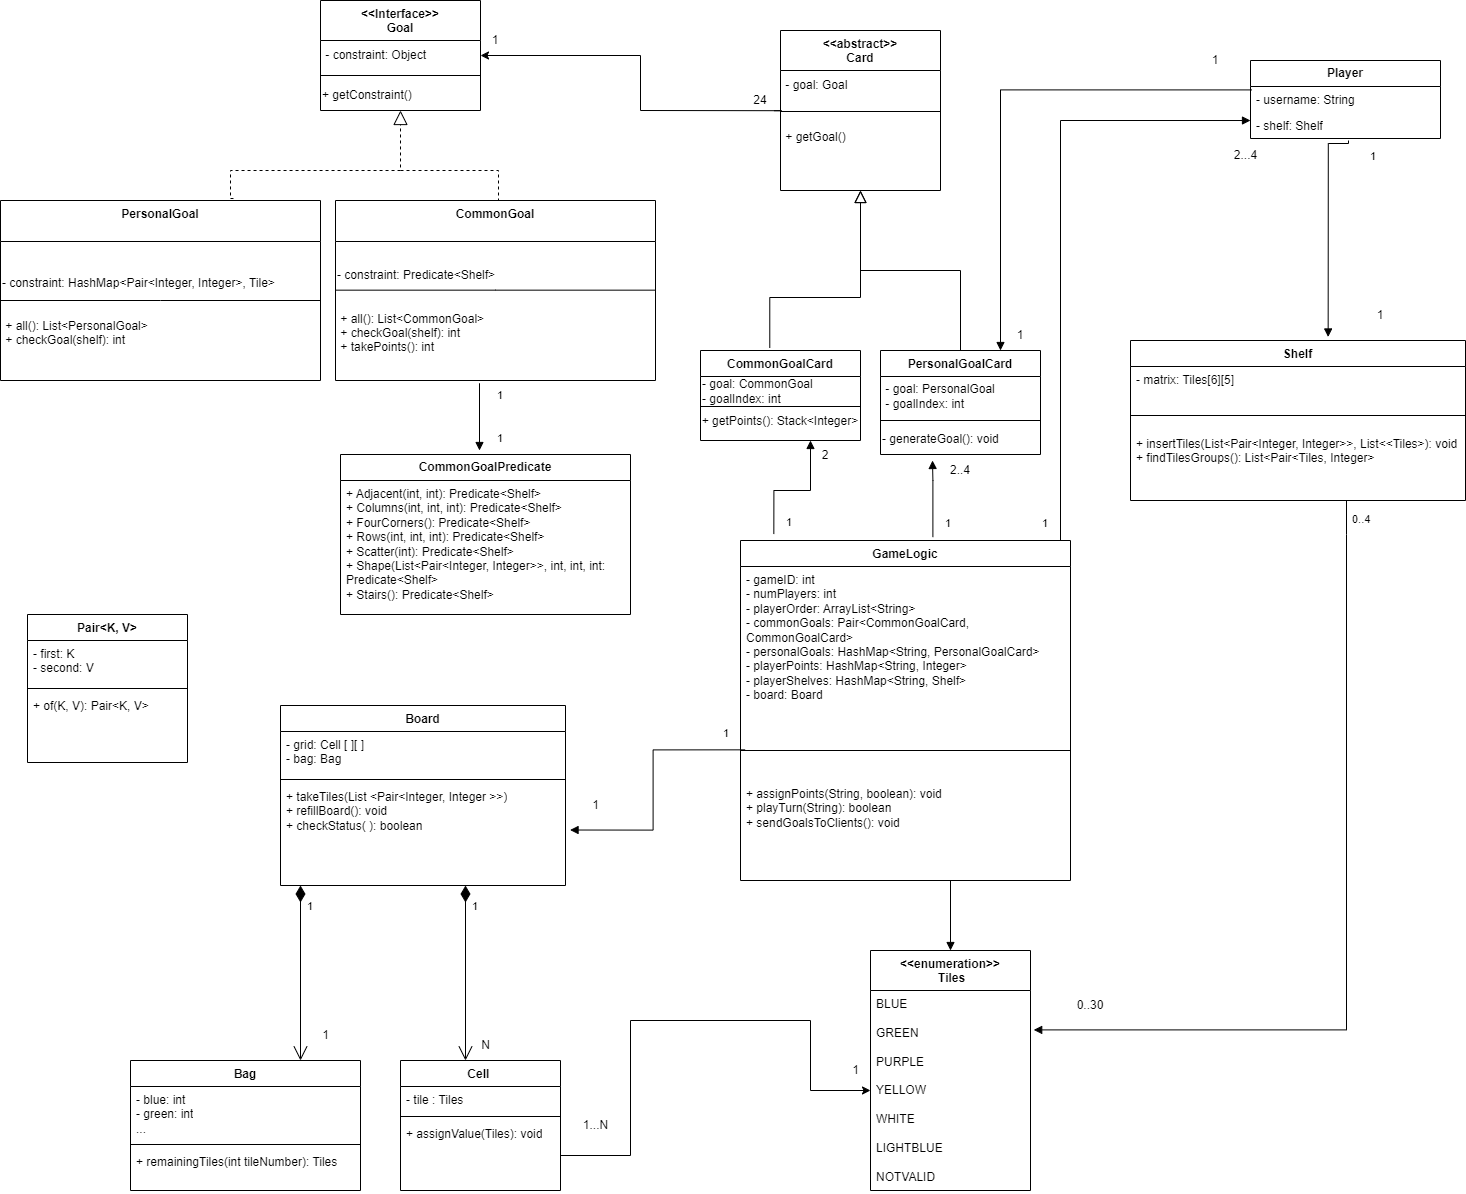 <<Interface>>
Goal
- constraint: Object
+ getConstraint()
1
24
<<abstract>>
Card
- goal: Goal
+ getGoal()
1
Player
- username: String
- shelf: Shelf
2...4
1
PersonalGoal
- constraint: HashMap<Pair<Integer, Integer>, Tile>
+ all(): List<PersonalGoal>
+ checkGoal(shelf): int
CommonGoal
- constraint: Predicate<Shelf>
+ all(): List<CommonGoal>
+ checkGoal(shelf): int
+ takePoints(): int
1
1
CommonGoalPredicate
+ Adjacent(int, int): Predicate<Shelf>
+ Columns(int, int, int): Predicate<Shelf>
+ FourCorners(): Predicate<Shelf>
+ Rows(int, int, int): Predicate<Shelf>
+ Scatter(int): Predicate<Shelf>
+ Shape(List<Pair<Integer, Integer>>, int, int, int:
Predicate<Shelf>
+ Stairs(): Predicate<Shelf>
CommonGoalCard
- goal: CommonGoal
- goalIndex: int
+ getPoints(): Stack<Integer>
2
1
1
PersonalGoalCard
- goal: PersonalGoal
- goalIndex: int
- generateGoal(): void
2..4
1
1
1
Shelf
- matrix: Tiles[6][5]
+ insertTiles(List<Pair<Integer, Integer>>, List<<Tiles>): void
+ findTilesGroups(): List<Pair<Tiles, Integer>
0..4
GameLogic
- gameID: int
- numPlayers: int
- playerOrder: ArrayList<String>
- commonGoals: Pair<CommonGoalCard,
CommonGoalCard>
- personalGoals: HashMap<String, PersonalGoalCard>
- playerPoints: HashMap<String, Integer>
- playerShelves: HashMap<String, Shelf>
- board: Board
+ assignPoints(String, boolean): void
+ playTurn(String): boolean
+ sendGoalsToClients(): void
Pair<K, V>
- first: K
- second: V
+ of(K, V): Pair<K, V>
Board
- grid: Cell [ ][ ]
- bag: Bag
+ takeTiles(List <Pair<Integer, Integer >>)
+ refillBoard(): void
+ checkStatus( ): boolean
1
1
1
1
1
N
Bag
- blue: int
- green: int
...
+ remainingTiles(int tileNumber): Tiles
Cell
- tile : Tiles
+ assignValue(Tiles): void
1...N
1
<<enumeration>>
Tiles
BLUE
GREEN
PURPLE
YELLOW
WHITE
LIGHTBLUE
NOTVALID
0..30